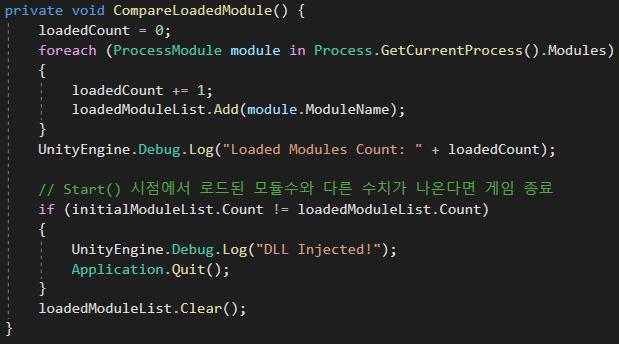 private void CompareLoadedModule() {
loadedCount = 0;
foreach (ProcessModule module in Process.GetCurrentProcess().Modules)
{
loadedCount += 1;
loadedModuleList.Add(module.ModuleName);
}
UnityEngine.Debug.Log("Loaded Modules Count: " + loadedCount);
// Start() 시점에서 로드된 모듈수와 다른 수치가 나온다면 게임 종료
if (initialModuleList.Count != loadedModuleList.Count)
{
UnityEngine.Debug.Log("DLL Injected!");
Application.Quit();
}
loadedModuleList.Clear();
}